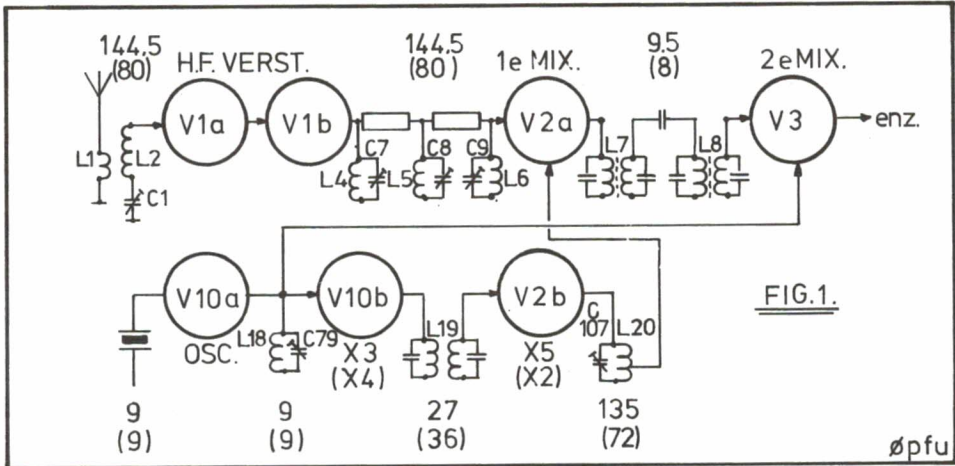 144,5 144,5 9,5
(80) H.F. VERST. (80) 1e MIX. (8) 2e MIX.
V1a V1b V2a V3 enz.
L1 L2 C1 L4 C7 L5 C8 C9 L6 L7 L8
V10a V10b V2b
OSC. L18 C79 X3 L19 X5 C107 L20
(X4) (X2)
FIG.1.
9 9 27 135
(9) (9) (36) (72)
øpfu